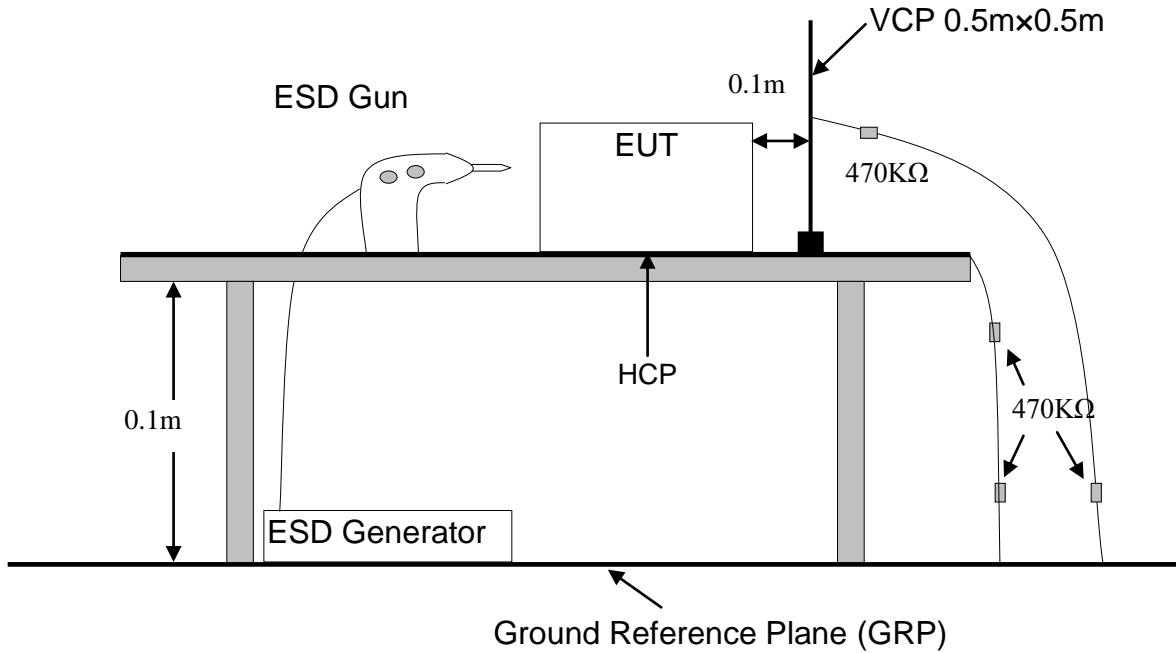 VCP 0.5m×0.5m
0.1m
ESD Gun
EUT
470KΩ
HCP
0.1m
470KΩ
ESD Generator
Ground Reference Plane (GRP)